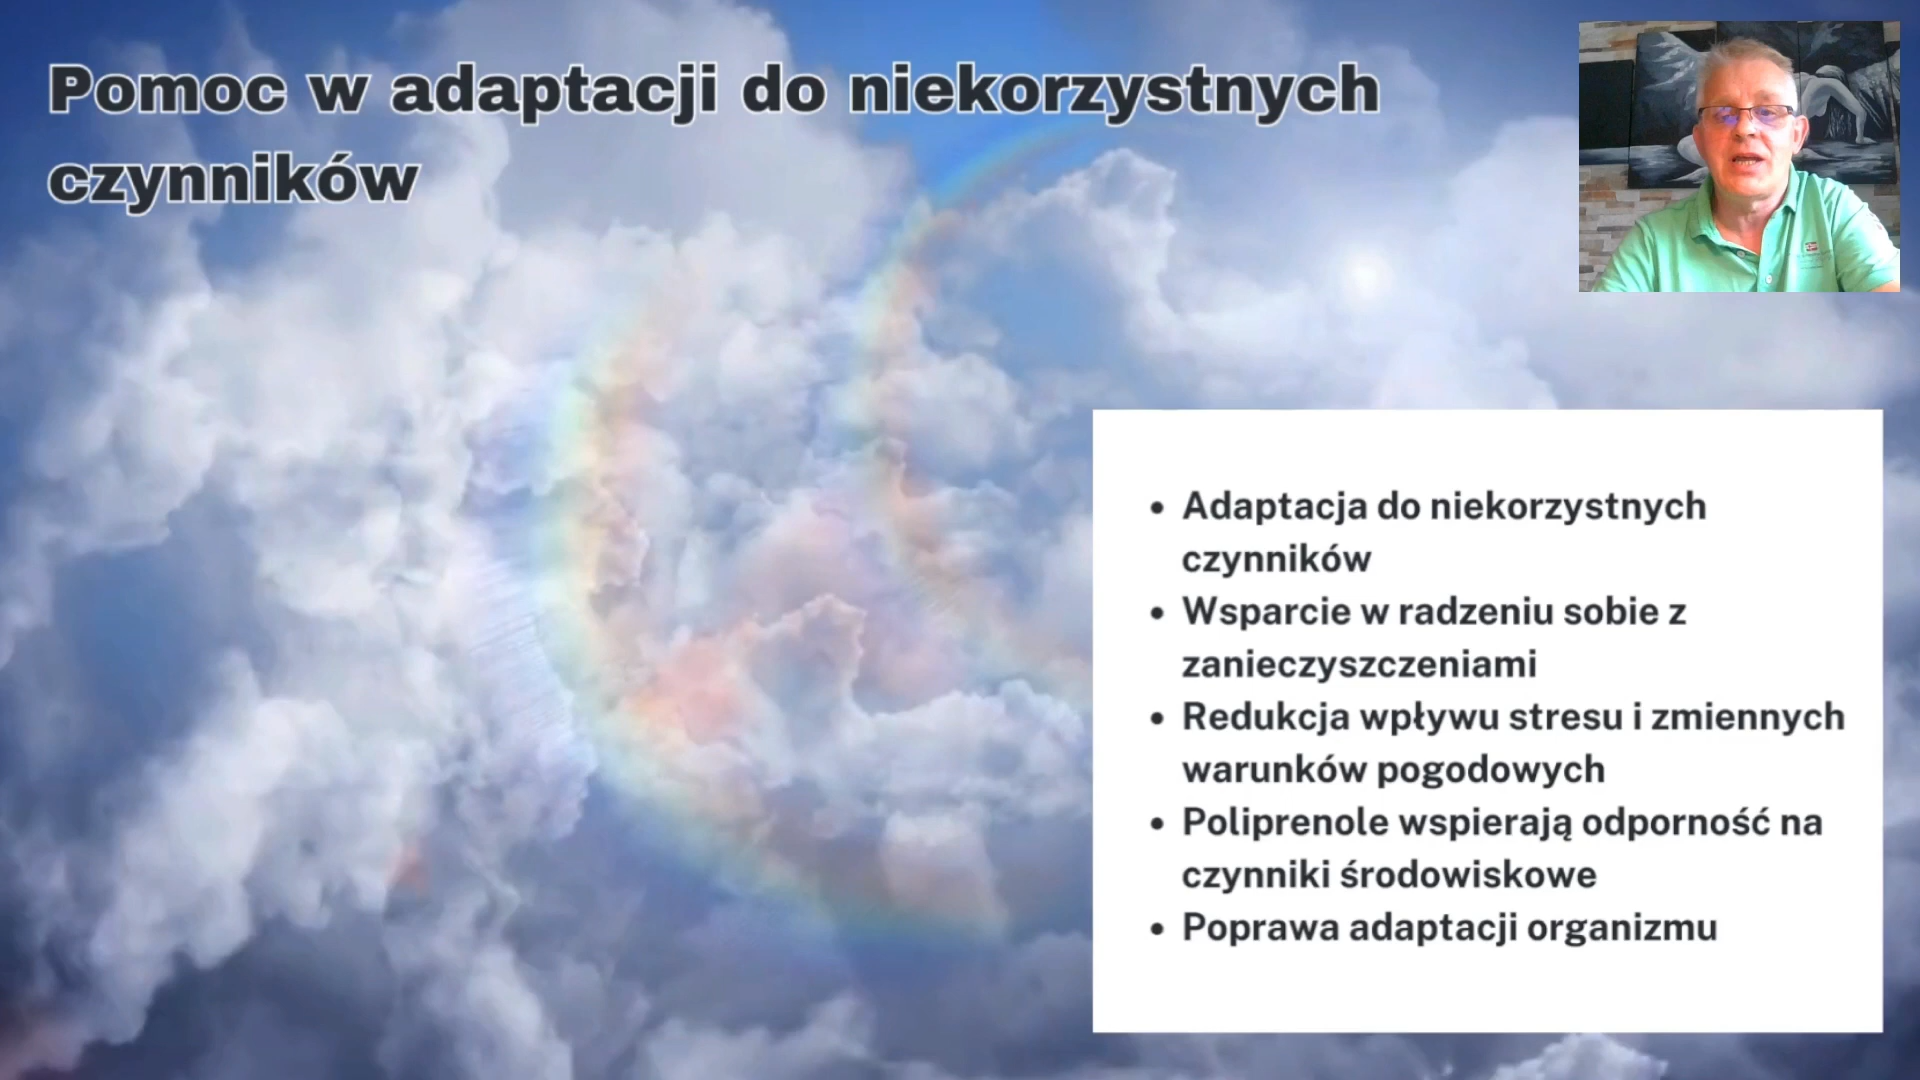 Pomoc w adaptacji do niekorzystnych
czynników
• Adaptacja do niekorzystnych
czynników
• Wsparcie w radzeniu sobie z
zanieczyszczeniami
• Redukcja wpływu stresu i zmiennych
warunków pogodowych
• Poliprenole wspierają odporność na
czynniki środowiskowe
• Poprawa adaptacji organizmu